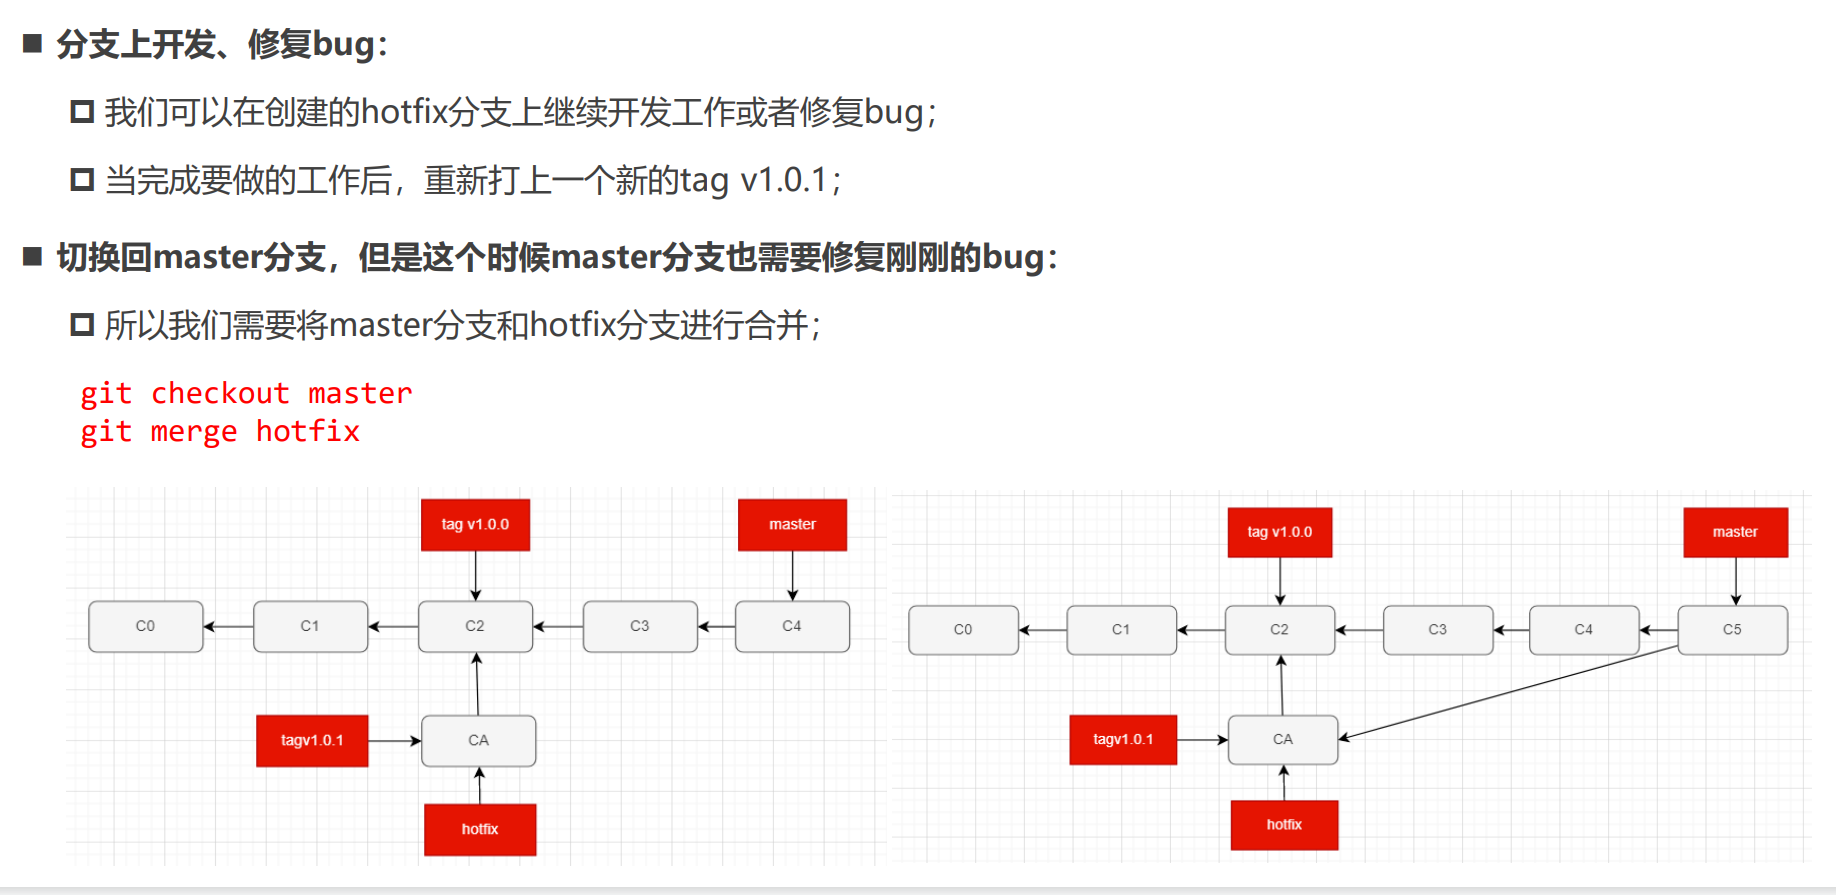 分支上开发、修复bug：
我们可以在创建的hotfix分支上继续开发工作或者修复bug；
当完成要做的工作后，重新打上一个新的tag v1.0.1；
切换回master分支，但是这个时候master分支也需要修复刚刚的bug：
所以我们需要将master分支和hotfix分支进行合并；
git checkout master
git merge hotfix
tag v1.0.0
master
C0
C1
C2
C3
C4
tagv1.0.1
CA
hotfix
tag v1.0.0
master
C0
C1
C2
C3
C4
C5
tagv1.0.1
CA
hotfix